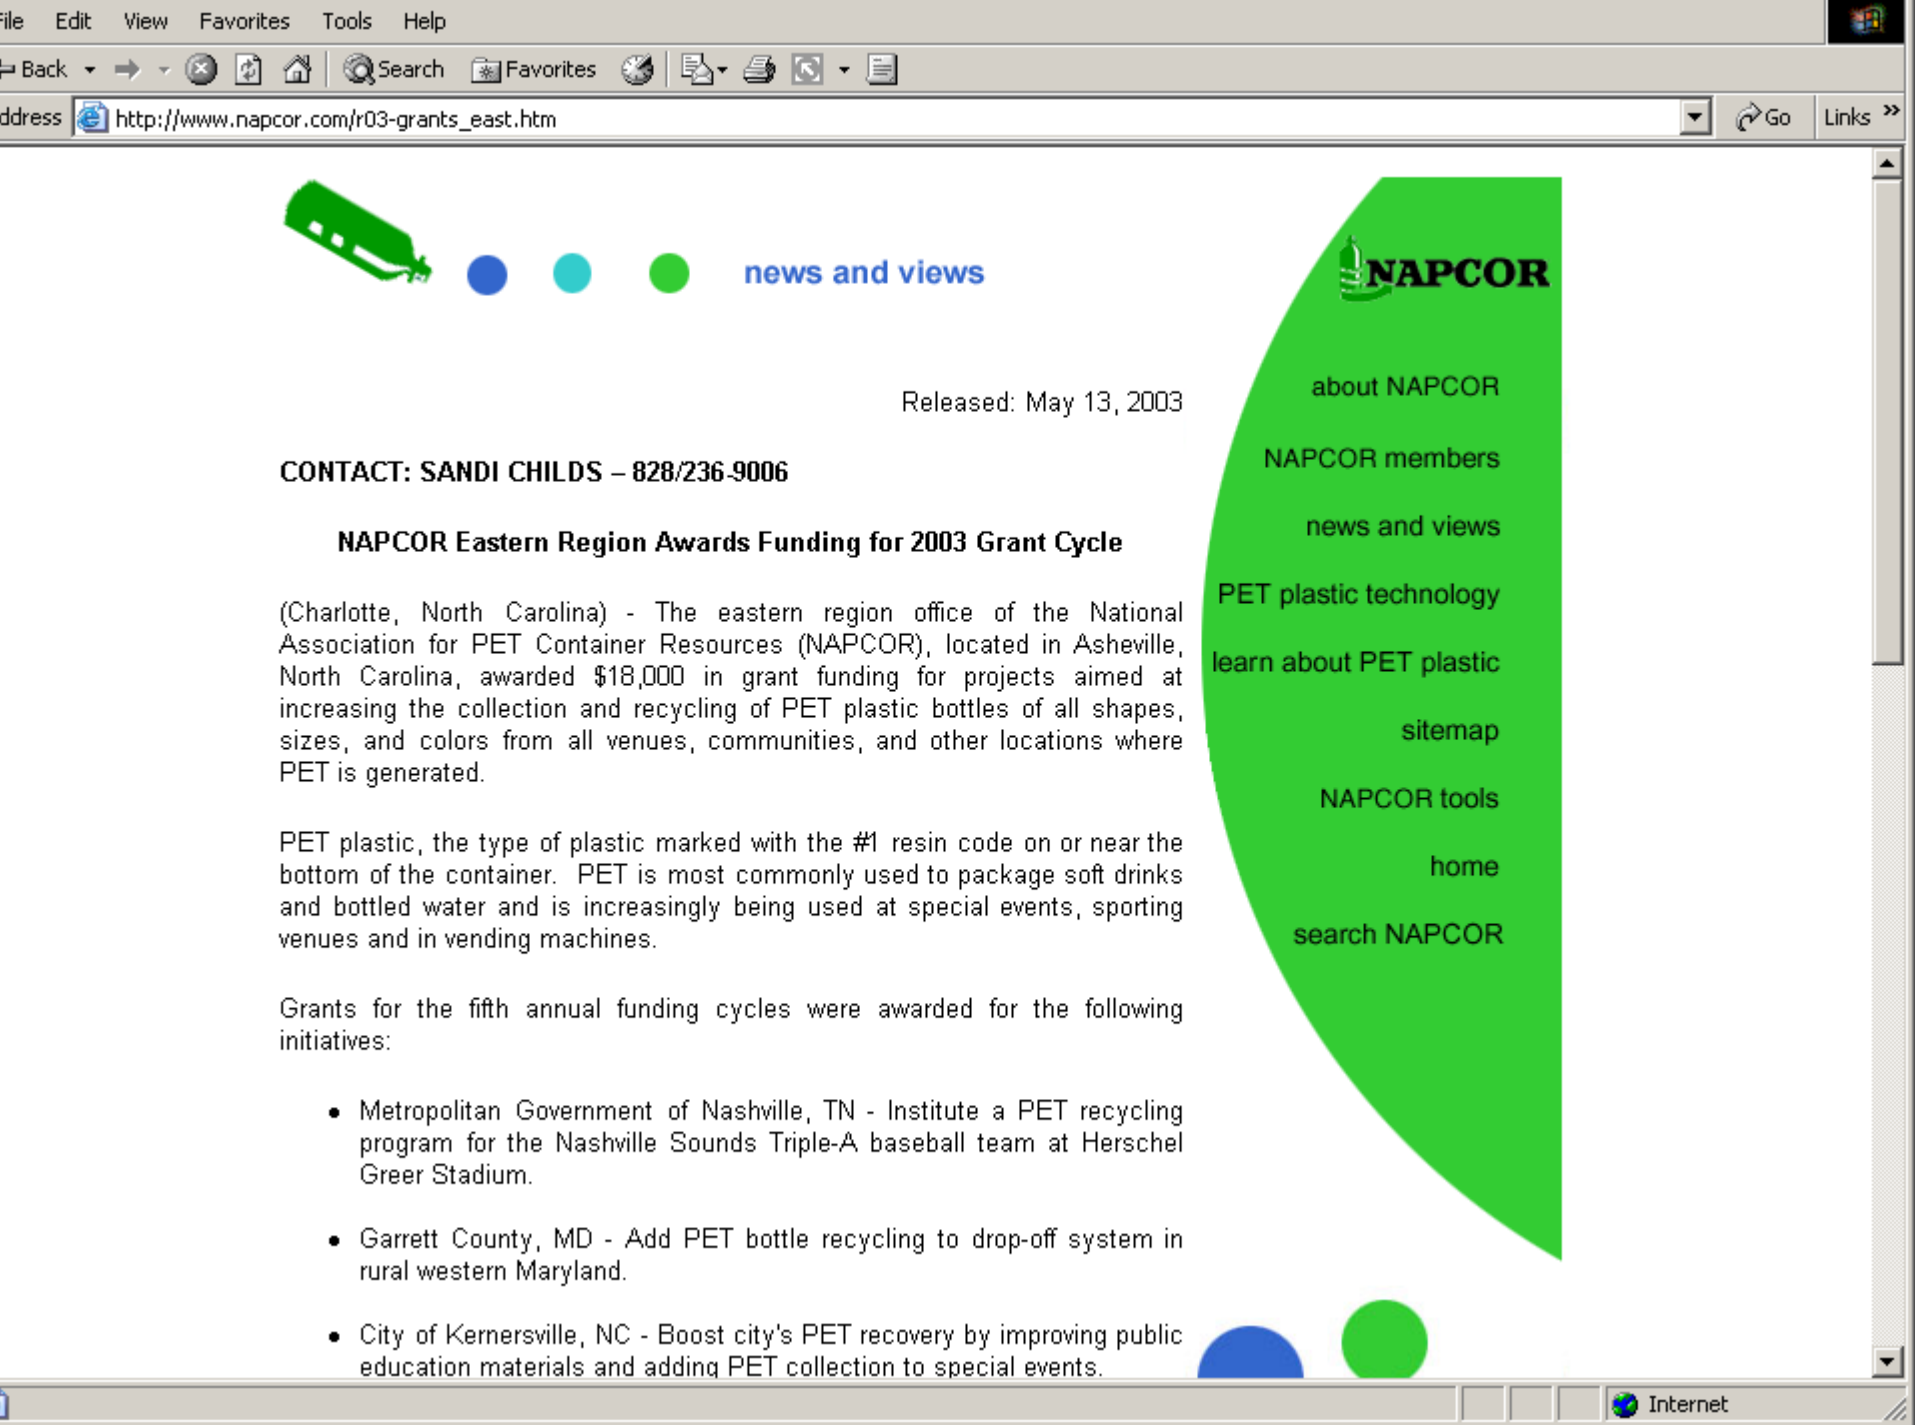 File Edit View Favorites Tools Help
Back Search Favorites
ddress http://www.napcor.com/r03-grants_east.htm Go Links »
news and views
NAPCOR
Released: May 13, 2003
CONTACT: SANDI CHILDS – 828/236-9006
NAPCOR Eastern Region Awards Funding for 2003 Grant Cycle
(Charlotte, North Carolina) - The eastern region office of the National
Association for PET Container Resources (NAPCOR), located in Asheville,
North Carolina, awarded $18,000 in grant funding for projects aimed at
increasing the collection and recycling of PET plastic bottles of all shapes,
sizes, and colors from all venues, communities, and other locations where
PET is generated.
PET plastic, the type of plastic marked with the #1 resin code on or near the
bottom of the container.  PET is most commonly used to package soft drinks
and bottled water and is increasingly being used at special events, sporting
venues and in vending machines.
Grants for the fifth annual funding cycles were awarded for the following
initiatives:
• Metropolitan Government of Nashville, TN - Institute a PET recycling
program for the Nashville Sounds Triple-A baseball team at Herschel
Greer Stadium.
• Garrett County, MD - Add PET bottle recycling to drop-off system in
rural western Maryland.
• City of Kernersville, NC - Boost city's PET recovery by improving public
education materials and adding PET collection to special events.
about NAPCOR
NAPCOR members
news and views
PET plastic technology
learn about PET plastic
sitemap
NAPCOR tools
home
search NAPCOR
Internet